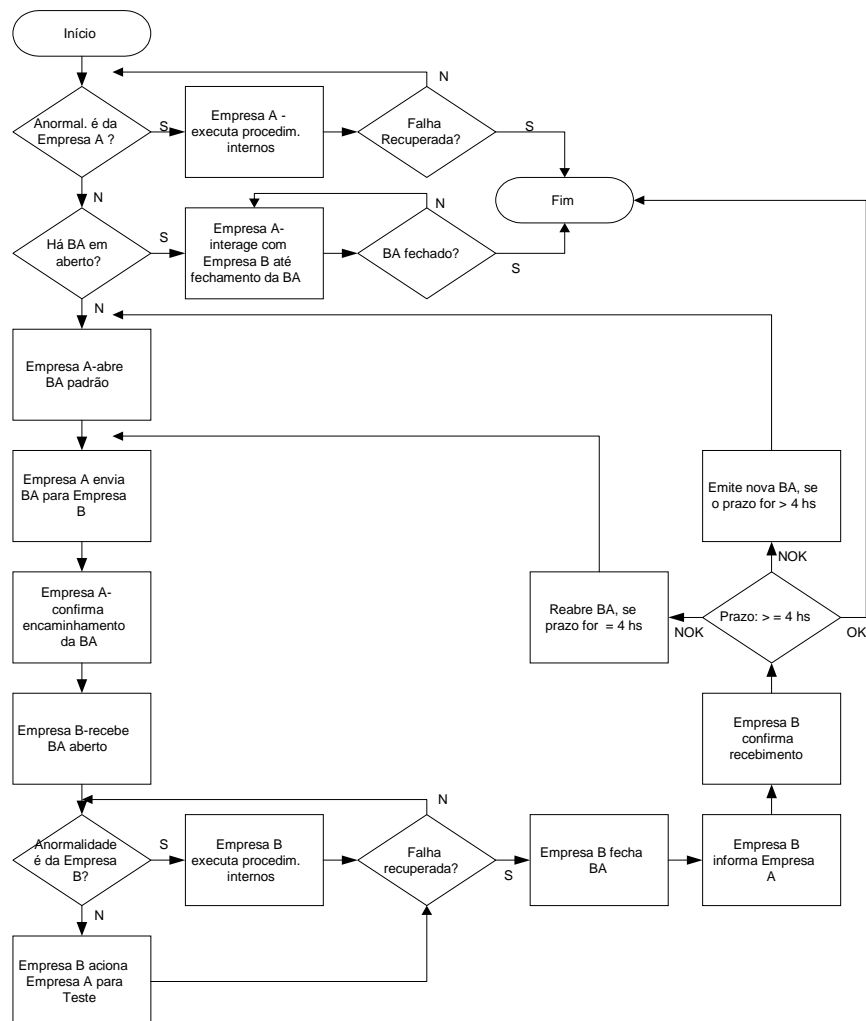 Início
N
Anormal. é da
Empresa A ?
S
Empresa A -
executa procedim.
internos
Falha
Recuperada?
S
N
Fim
N
Há BA em
aberto?
S
Empresa A-
interage com
Empresa B até
fechamento da BA
BA fechado?
S
N
Empresa A-abre
BA padrão
Empresa A envia
BA para Empresa
B
Emite nova BA, se
o prazo for > 4 hs
NOK
Empresa A-
confirma
encaminhamento
da BA
Reabre BA, se
prazo for = 4 hs
NOK
Prazo: > = 4 hs
OK
Empresa B-recebe
BA aberto
Empresa B
confirma
recebimento
N
Anormalidade
é da Empresa
B?
S
Empresa B
executa procedim.
internos
Falha
recuperada?
S
Empresa B fecha
BA
Empresa B
informa Empresa
A
N
Empresa B aciona
Empresa A para
Teste